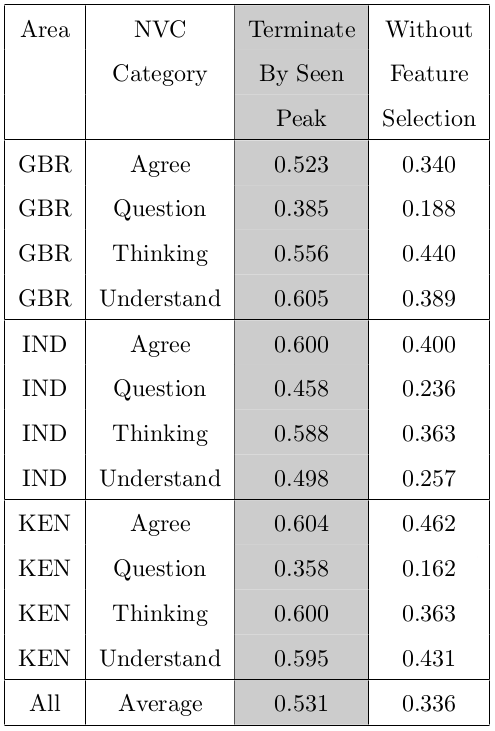 Area NVC Terminate Without
Category By Seen Feature
Peak Selection
GBR Agree 0.523 0.340
GBR Question 0.385 0.188
GBR Thinking 0.556 0.440
GBR Understand 0.605 0.389
IND Agree 0.600 0.400
IND Question 0.458 0.236
IND Thinking 0.588 0.363
IND Understand 0.498 0.257
KEN Agree 0.604 0.462
KEN Question 0.358 0.162
KEN Thinking 0.600 0.363
KEN Understand 0.595 0.431
All Average 0.531 0.336